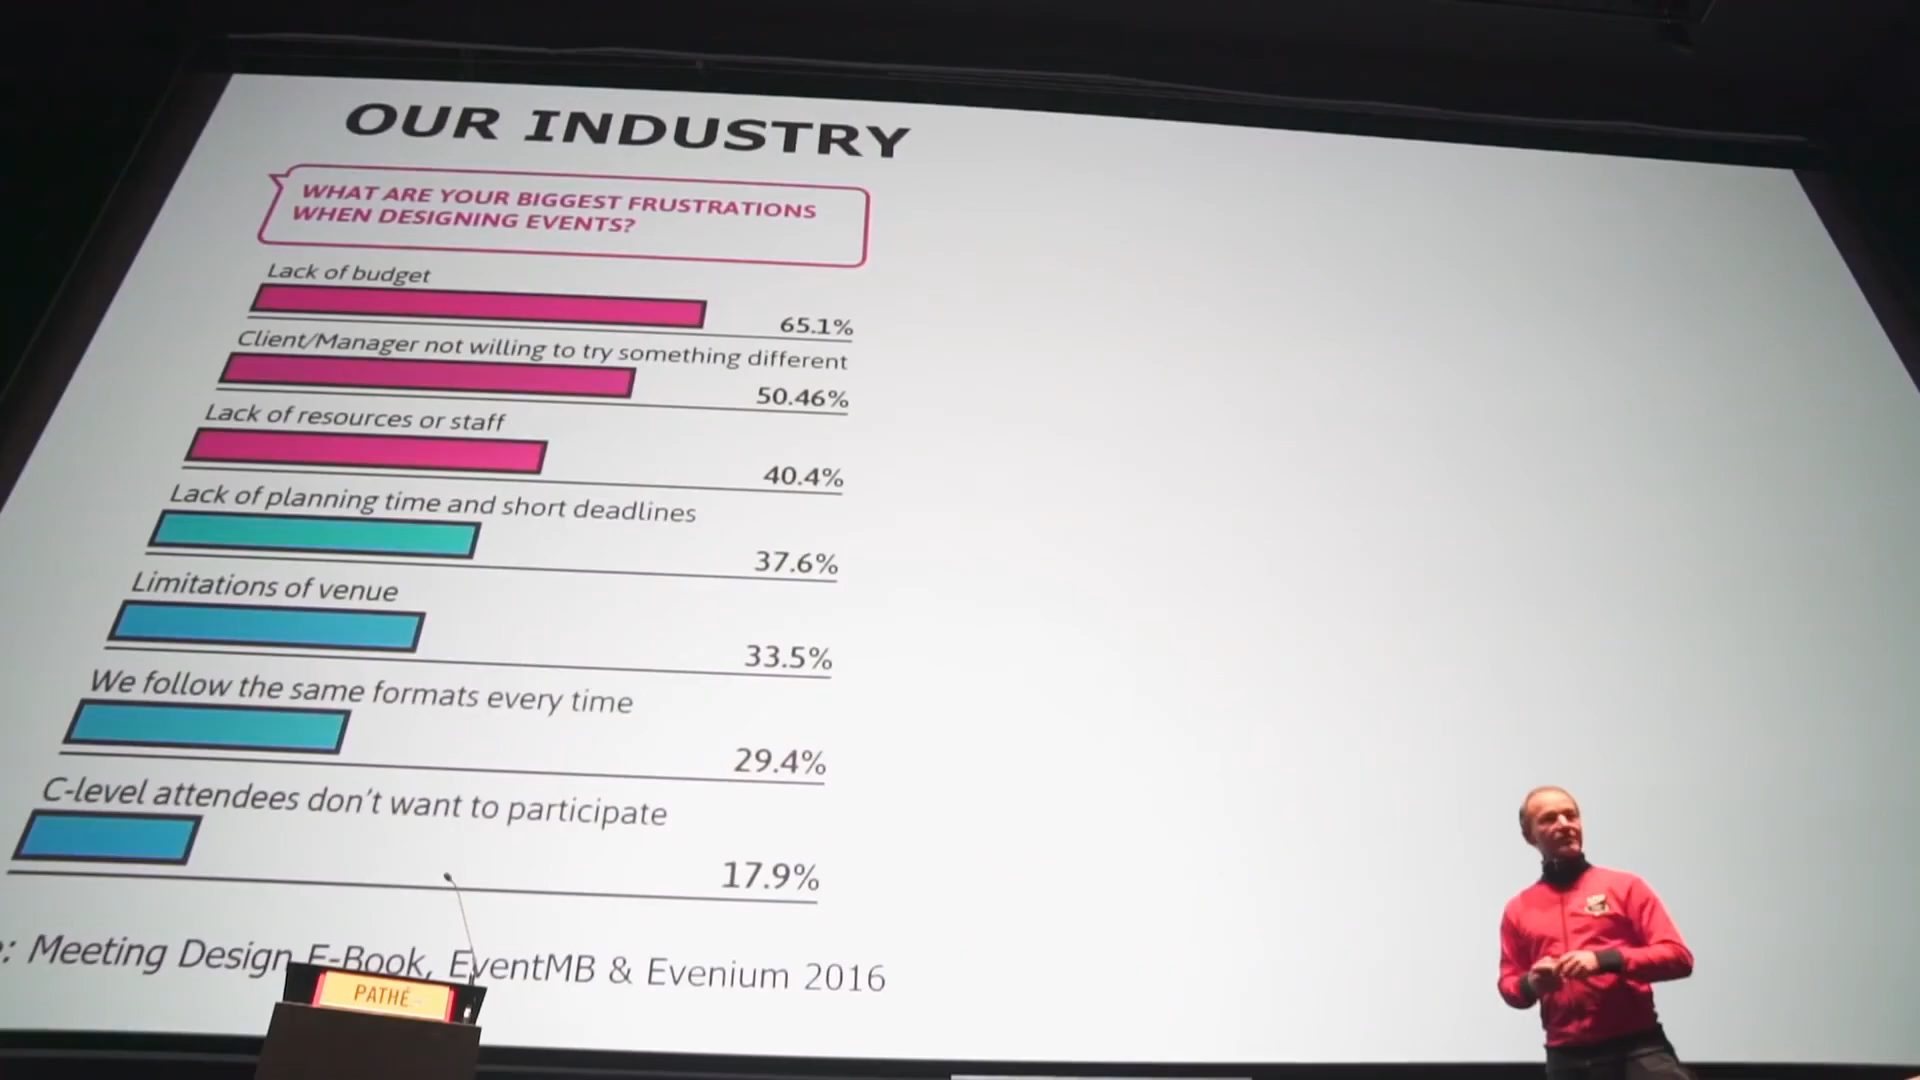 OUR INDUSTRY
WHAT ARE YOUR BIGGEST FRUSTRATIONS
WHEN DESIGNING EVENTS?
Lack of budget
65.1%
Client/Manager not willing to try something different
50.46%
Lack of resources or staff
40.4%
Lack of planning time and short deadlines
37.6%
Limitations of venue
33.5%
We follow the same formats every time
29.4%
C-level attendees don't want to participate
17.9%
: Meeting Design E-Book, EventMB & Evenium 2016
PATHÉ